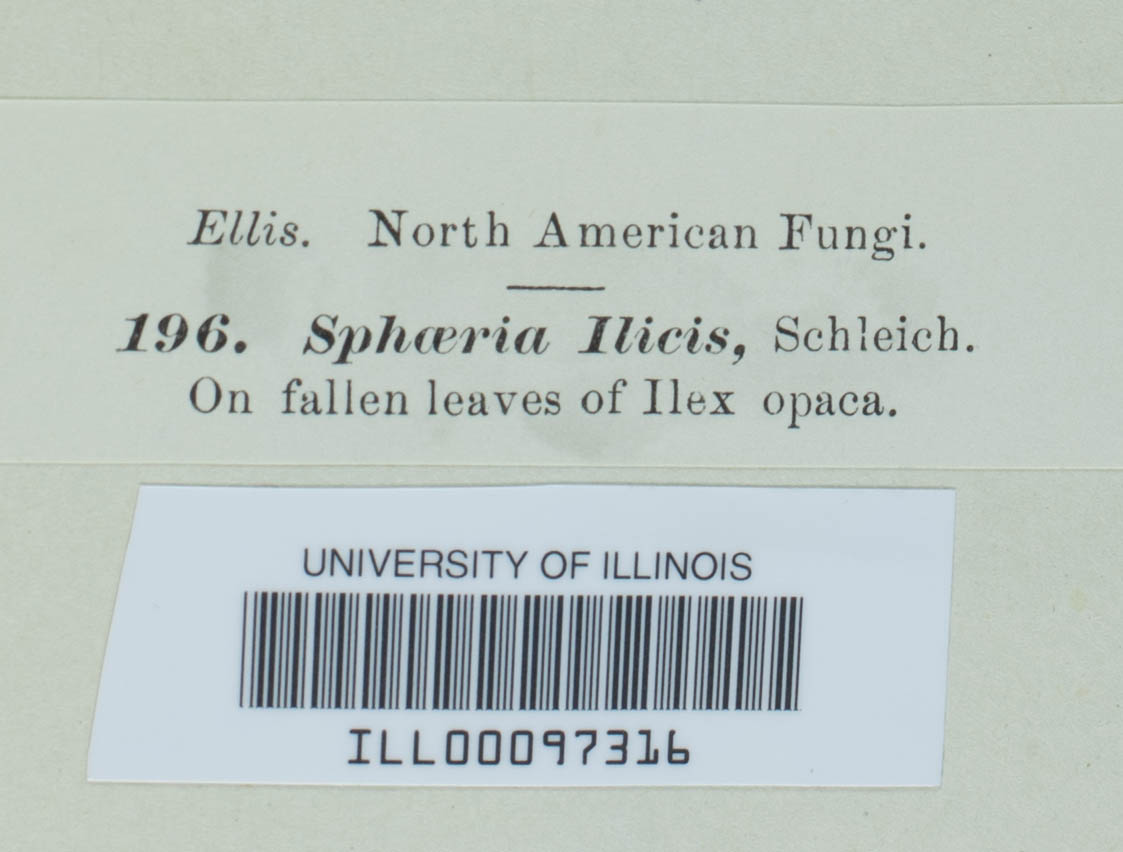 Ellis. North American Fungi.
196. Sphæria Ilicis, Schleich.
On fallen leaves of Ilex opaca.
UNIVERSITY OF ILLINOIS
ILL00097316